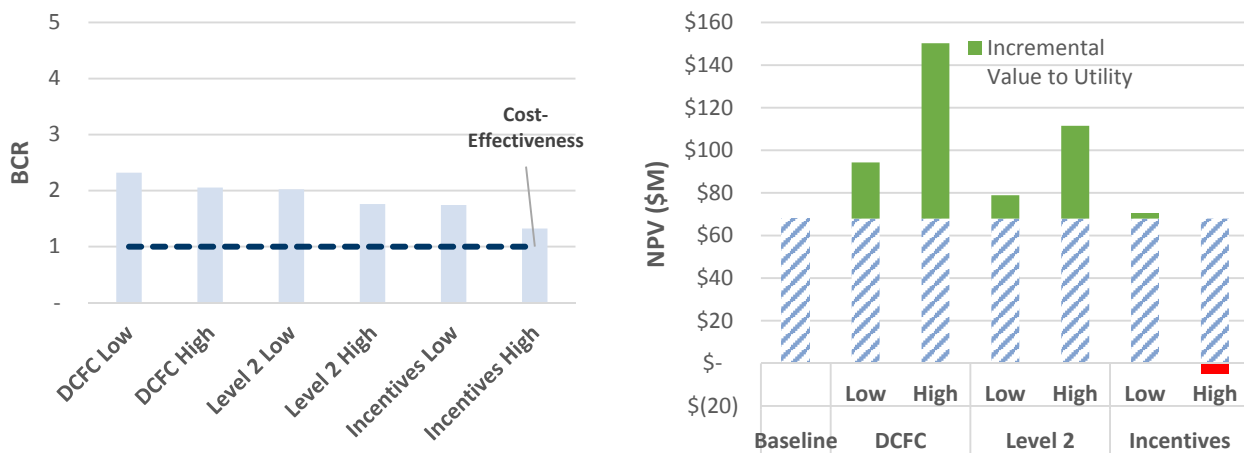 5
4
3
2
1
-
BCR
Cost-
Effectiveness
DCFC Low
DCFC High
Level 2 Low
Level 2 High
Incentives Low
Incentives High
$160
$140
$120
$100
$80
$60
$40
$20
$-
$(20)
NPV ($M)
Incremental
Value to Utility
Low High Low High Low High
Baseline DCFC Level 2 Incentives